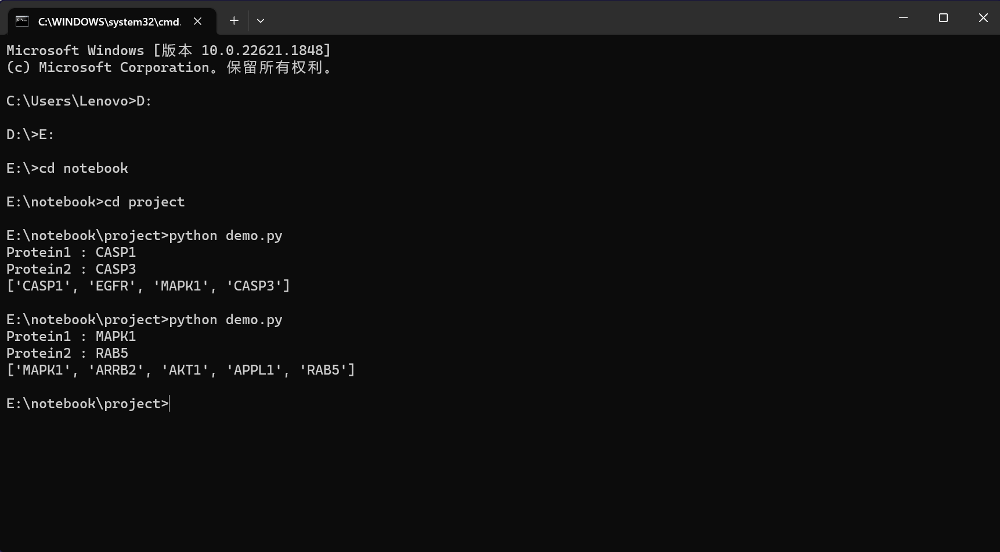 C:\WINDOWS\system32\cmd.
Microsoft Windows [版本 10.0.22621.1848]
(c) Microsoft Corporation。保留所有权利。
C:\Users\Lenovo>D:
D:\>E:
E:\>cd notebook
E:\notebook>cd project
E:\notebook\project>python demo.py
Protein1 : CASP1
Protein2 : CASP3
['CASP1', 'EGFR', 'MAPK1', 'CASP3']
E:\notebook\project>python demo.py
Protein1 : MAPK1
Protein2 : RAB5
['MAPK1', 'ARRB2', 'AKT1', 'APPL1', 'RAB5']
E:\notebook\project>